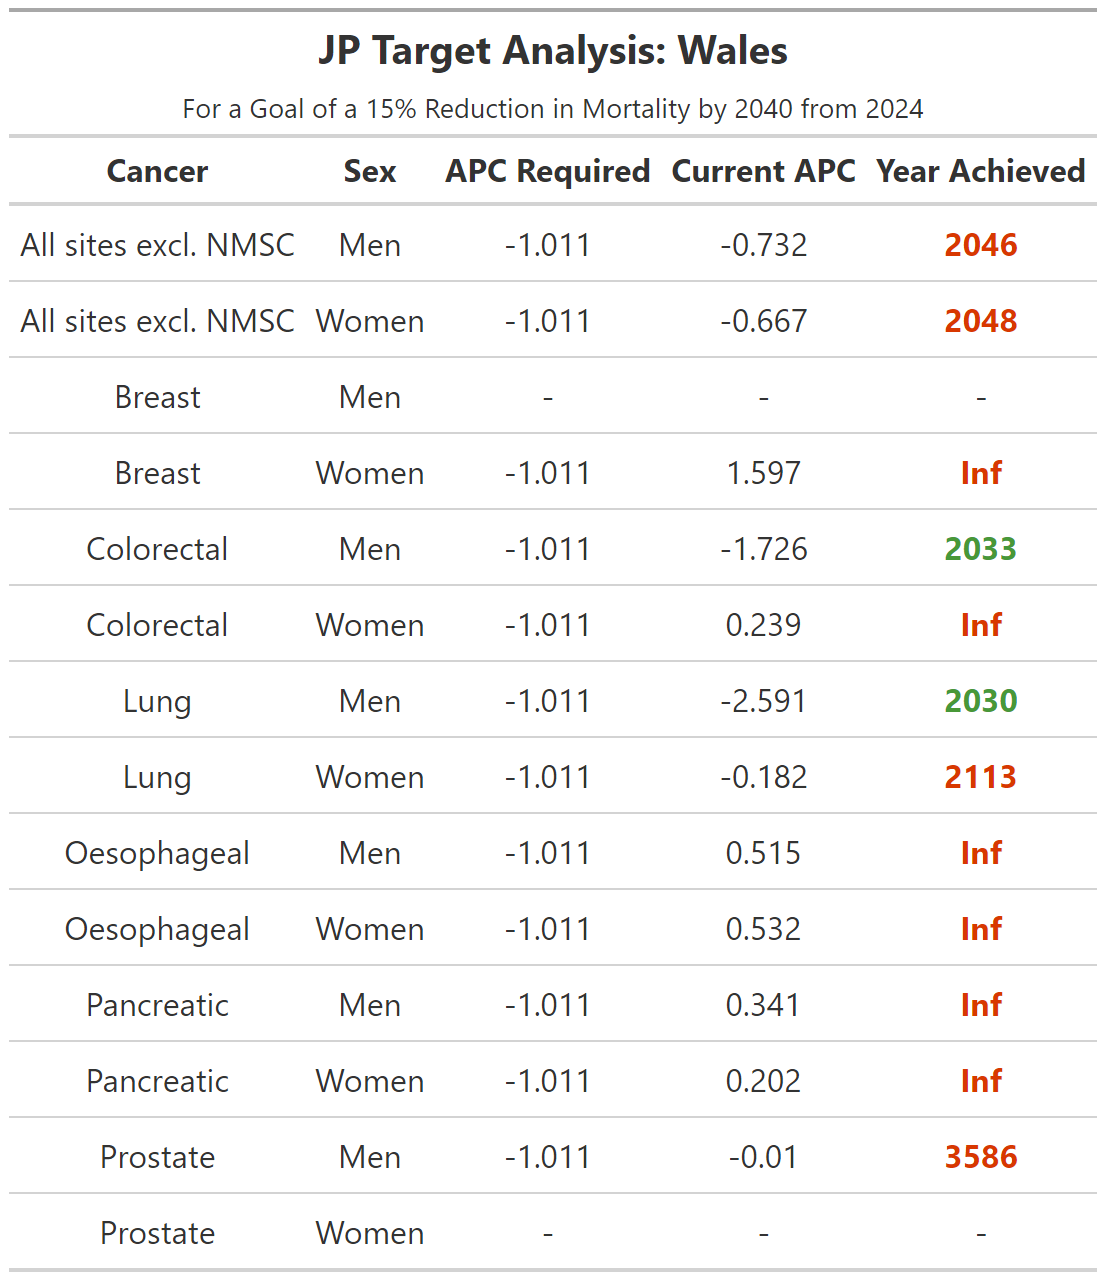 JP Target Analysis: Wales
For a Goal of a 15% Reduction in Mortality by 2040 from 2024
Cancer Sex APC Required Current APC Year Achieved
All sites excl. NMSC Men -1.011 -0.732 2046
All sites excl. NMSC Women -1.011 -0.667 2048
Breast Men - - -
Breast Women -1.011 1.597 Inf
Colorectal Men -1.011 -1.726 2033
Colorectal Women -1.011 0.239 Inf
Lung Men -1.011 -2.591 2030
Lung Women -1.011 -0.182 2113
Oesophageal Men -1.011 0.515 Inf
Oesophageal Women -1.011 0.532 Inf
Pancreatic Men -1.011 0.341 Inf
Pancreatic Women -1.011 0.202 Inf
Prostate Men -1.011 -0.01 3586
Prostate Women - - -